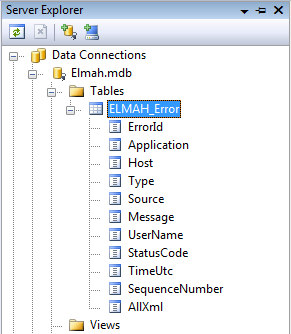 Server Explorer
Data Connections
Elmah.mdb
Tables
ELMAH_Error
ErrorId
Application
Host
Type
Source
Message
UserName
StatusCode
TimeUtc
SequenceNumber
AllXml
Views